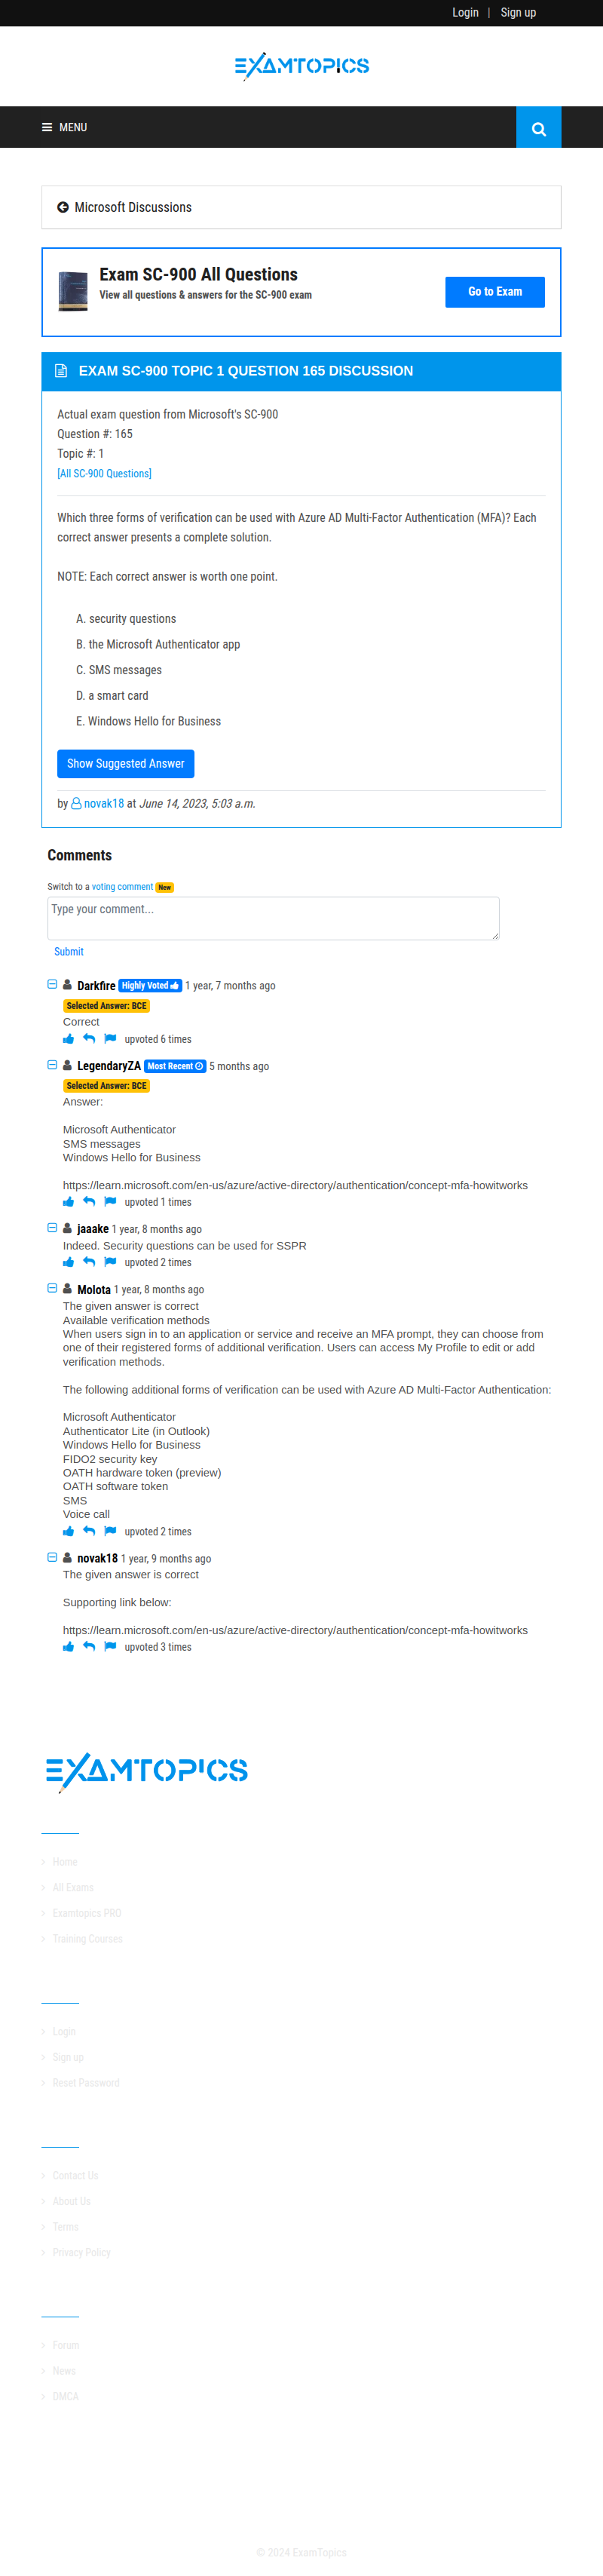 Login | Sign up
EXAMTOPICS
MENU
Microsoft Discussions
Exam SC-900 All Questions
View all questions & answers for the SC-900 exam
Go to Exam
EXAM SC-900 TOPIC 1 QUESTION 165 DISCUSSION
Actual exam question from Microsoft's SC-900
Question #: 165
Topic #: 1
[All SC-900 Questions]
Which three forms of verification can be used with Azure AD Multi-Factor Authentication (MFA)? Each
correct answer presents a complete solution.
NOTE: Each correct answer is worth one point.
A. security questions
B. the Microsoft Authenticator app
C. SMS messages
D. a smart card
E. Windows Hello for Business
Show Suggested Answer
by novak18 at June 14, 2023, 5:03 a.m.
Comments
Switch to a voting comment New
Type your comment...
Submit
Darkfire Highly Voted 1 year, 7 months ago
Selected Answer: BCE
Correct
upvoted 6 times
LegendaryZA Most Recent 5 months ago
Selected Answer: BCE
Answer:
Microsoft Authenticator
SMS messages
Windows Hello for Business
https://learn.microsoft.com/en-us/azure/active-directory/authentication/concept-mfa-howitworks
upvoted 1 times
jaaake 1 year, 8 months ago
Indeed. Security questions can be used for SSPR
upvoted 2 times
Molota 1 year, 8 months ago
The given answer is correct
Available verification methods
When users sign in to an application or service and receive an MFA prompt, they can choose from
one of their registered forms of additional verification. Users can access My Profile to edit or add
verification methods.
The following additional forms of verification can be used with Azure AD Multi-Factor Authentication:
Microsoft Authenticator
Authenticator Lite (in Outlook)
Windows Hello for Business
FIDO2 security key
OATH hardware token (preview)
OATH software token
SMS
Voice call
upvoted 2 times
novak18 1 year, 9 months ago
The given answer is correct
Supporting link below:
https://learn.microsoft.com/en-us/azure/active-directory/authentication/concept-mfa-howitworks
upvoted 3 times
EXAMTOPICS
Home
All Exams
Examtopics PRO
Training Courses
Login
Sign up
Reset Password
Contact Us
About Us
Terms
Privacy Policy
Forum
News
DMCA
© 2024 ExamTopics